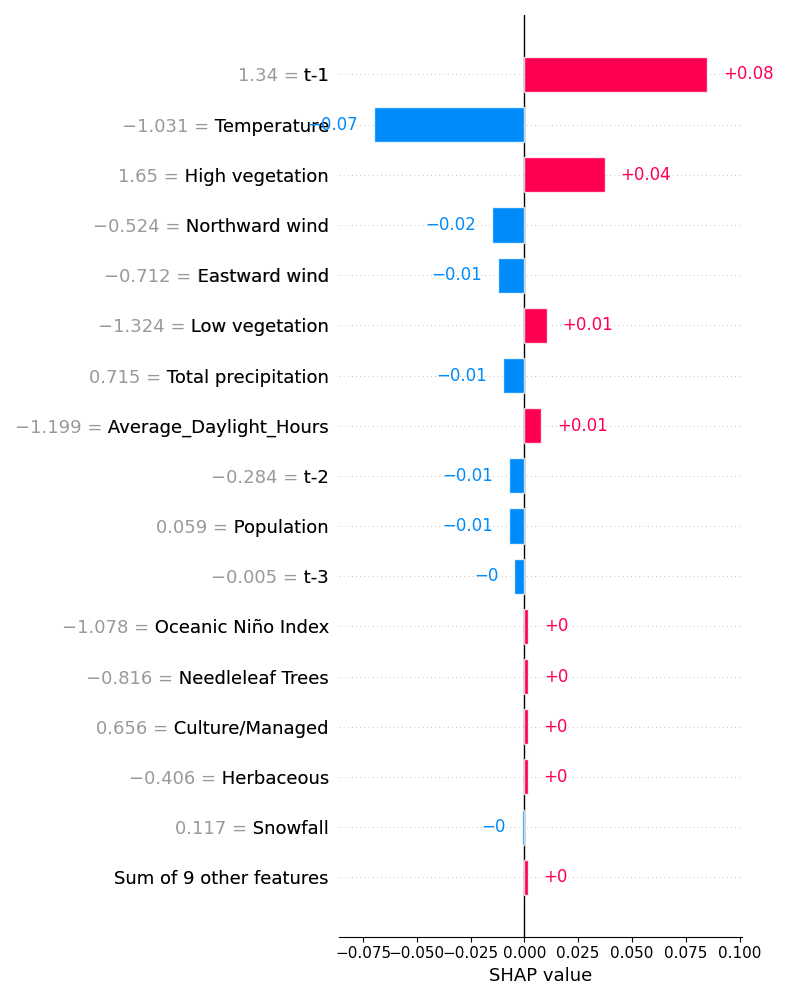 1.34 = t-1 +0.08
−1.031 = Temperature −0.07
1.65 = High vegetation +0.04
−0.524 = Northward wind −0.02
−0.712 = Eastward wind −0.01
−1.324 = Low vegetation +0.01
0.715 = Total precipitation −0.01
−1.199 = Average_Daylight_Hours +0.01
−0.284 = t-2 −0.01
0.059 = Population −0.01
−0.005 = t-3 −0
−1.078 = Oceanic Niño Index +0
−0.816 = Needleleaf Trees +0
0.656 = Culture/Managed +0
−0.406 = Herbaceous +0
0.117 = Snowfall −0
Sum of 9 other features +0
−0.075 −0.050 −0.025 0.000 0.025 0.050 0.075 0.100
SHAP value